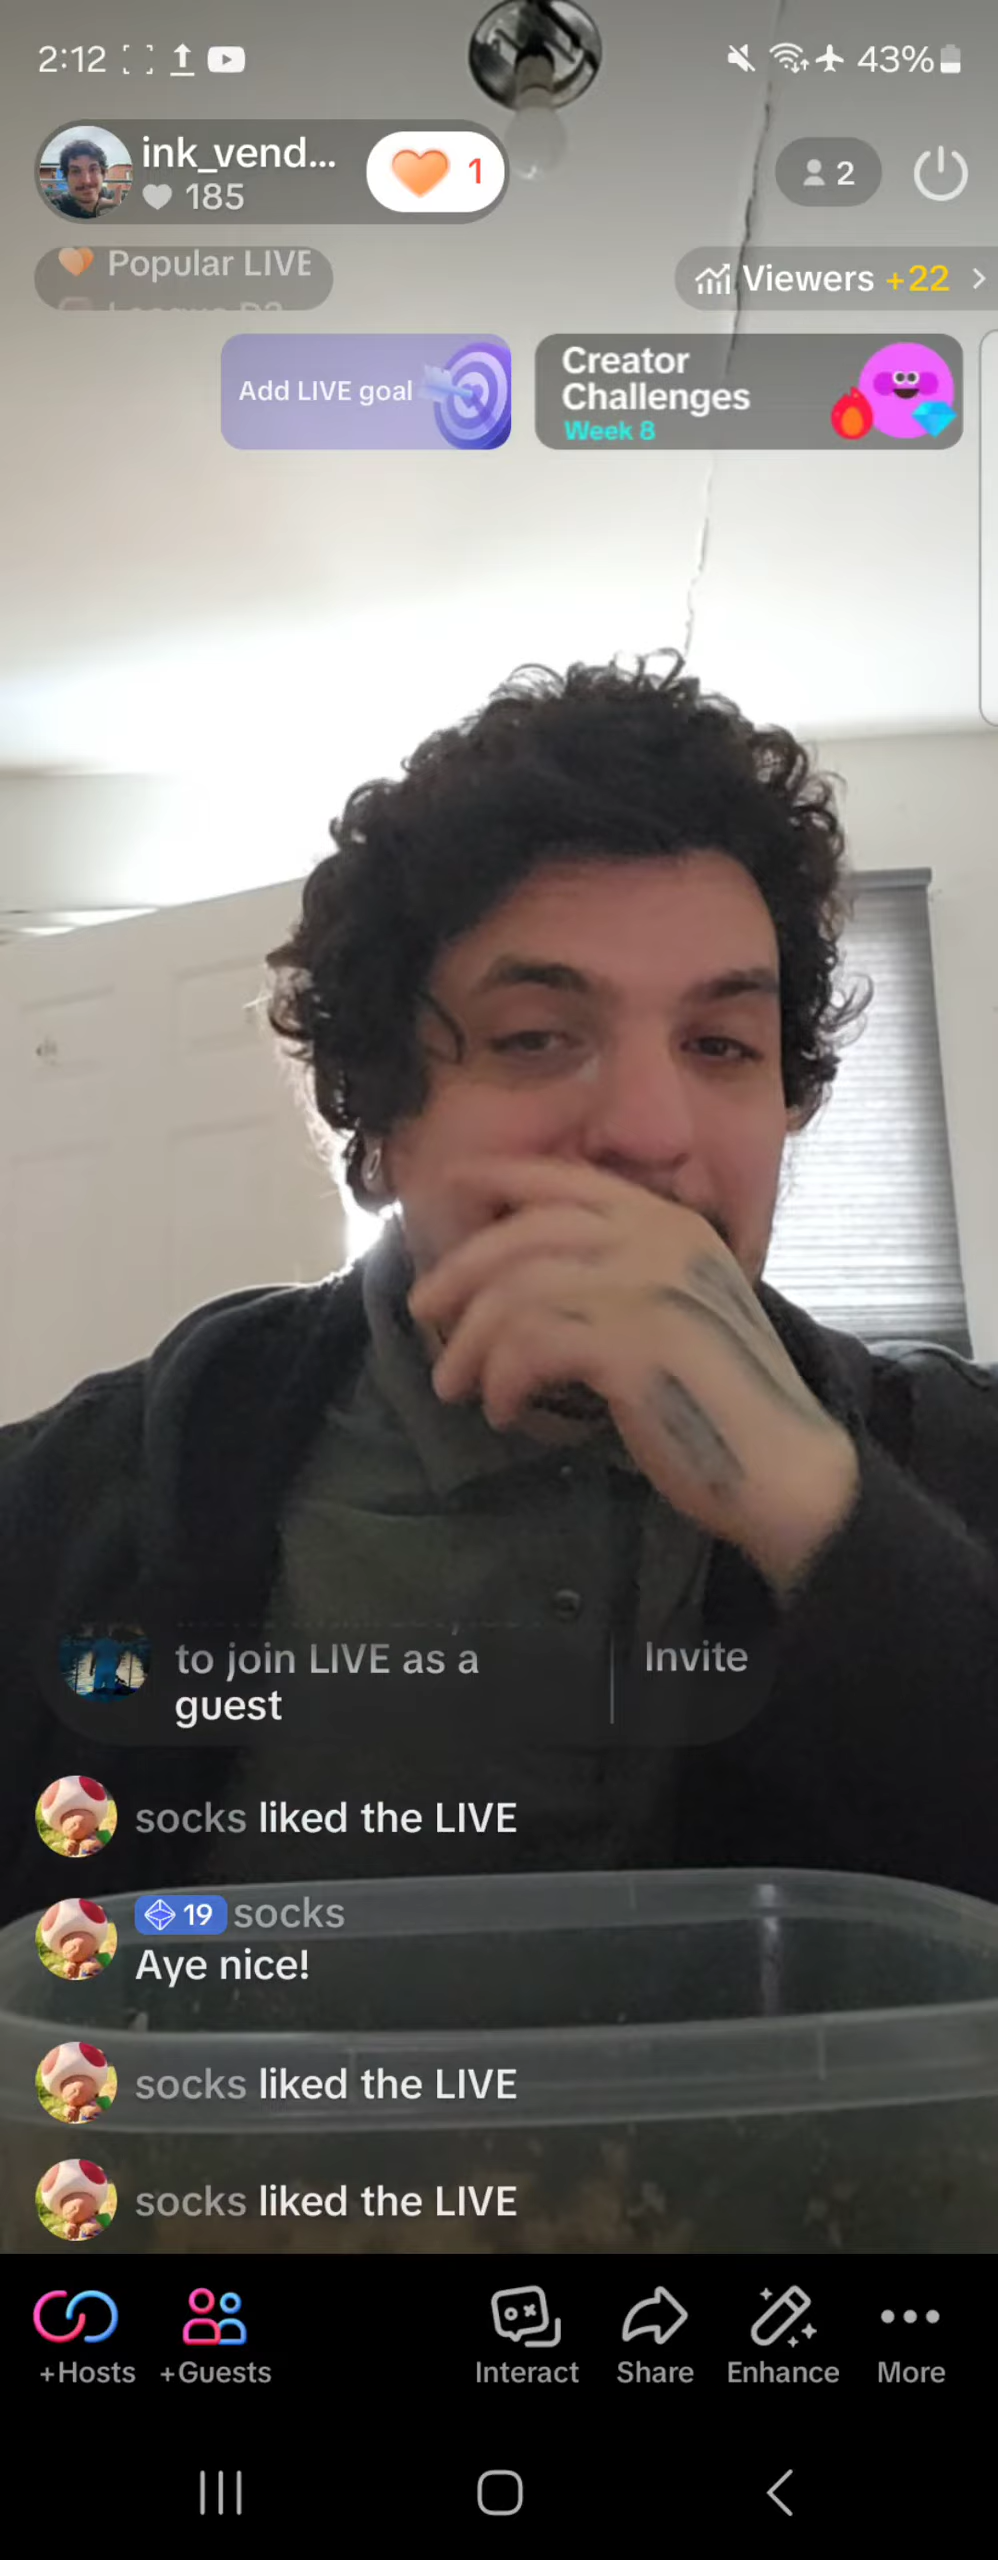 2:12
43%
ink_vend...
185
1
2
Popular LIVE
Viewers +22
Add LIVE goal
Creator
Challenges
Week 8
to join LIVE as a
guest
Invite
socks liked the LIVE
19 socks
Aye nice!
socks liked the LIVE
socks liked the LIVE
+Hosts
+Guests
Interact
Share
Enhance
More